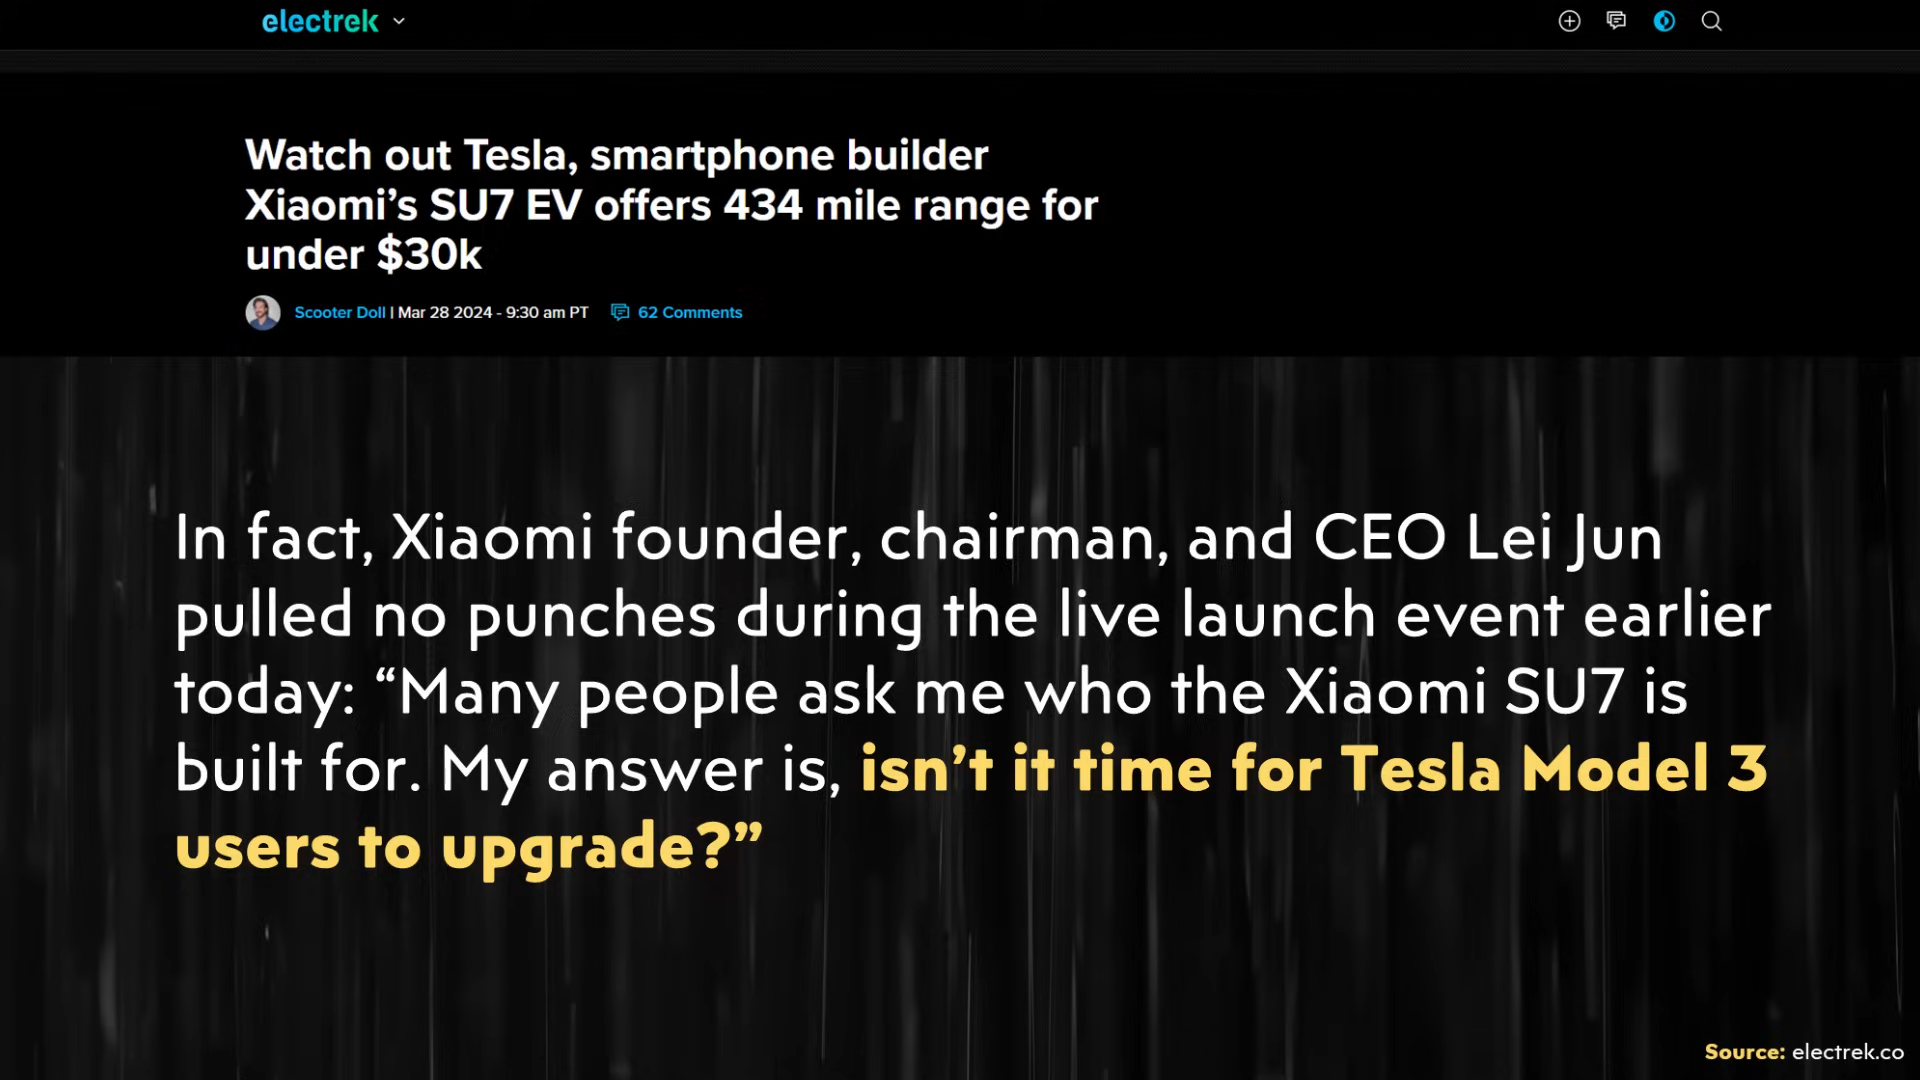 electrek
Watch out Tesla, smartphone builder
Xiaomi’s SU7 EV offers 434 mile range for
under $30k
Scooter Doll | Mar 28 2024 - 9:30 am PT 62 Comments
In fact, Xiaomi founder, chairman, and CEO Lei Jun
pulled no punches during the live launch event earlier
today: “Many people ask me who the Xiaomi SU7 is
built for. My answer is, isn’t it time for Tesla Model 3
users to upgrade?”
Source: electrek.co